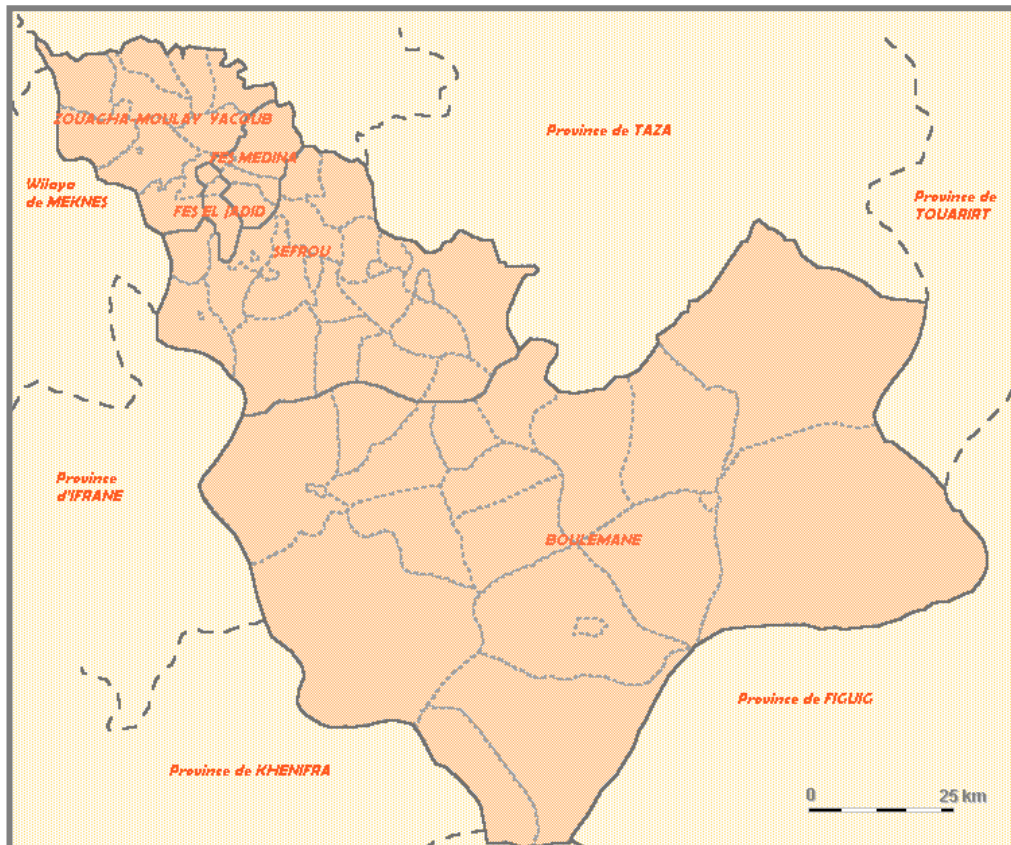 Province de TAZA
ZOUAGHA-MOULAY YACOUB
FES MEDINA
Wilaya
de MEKNES
Province de
TOUARIRT
FES EL JADID
SEFROU
Province
d'IFRANE
BOULEMANE
Province de FIGUIG
Province de KHENIFRA
0 25 km